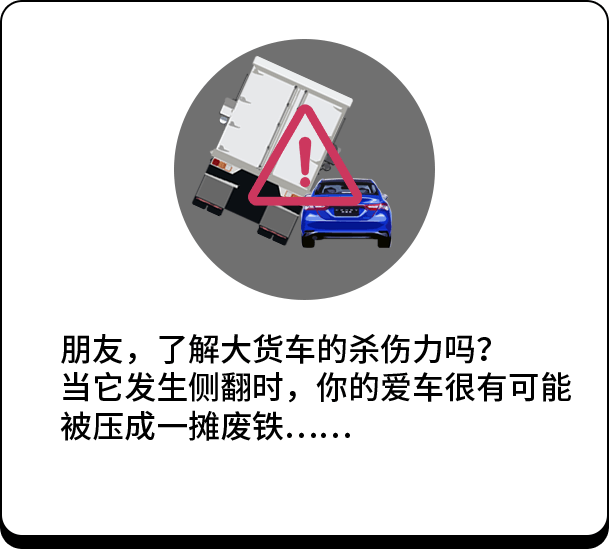 朋友，了解大货车的杀伤力吗？
当它发生侧翻时，你的爱车很有可能
被压成一摊废铁……